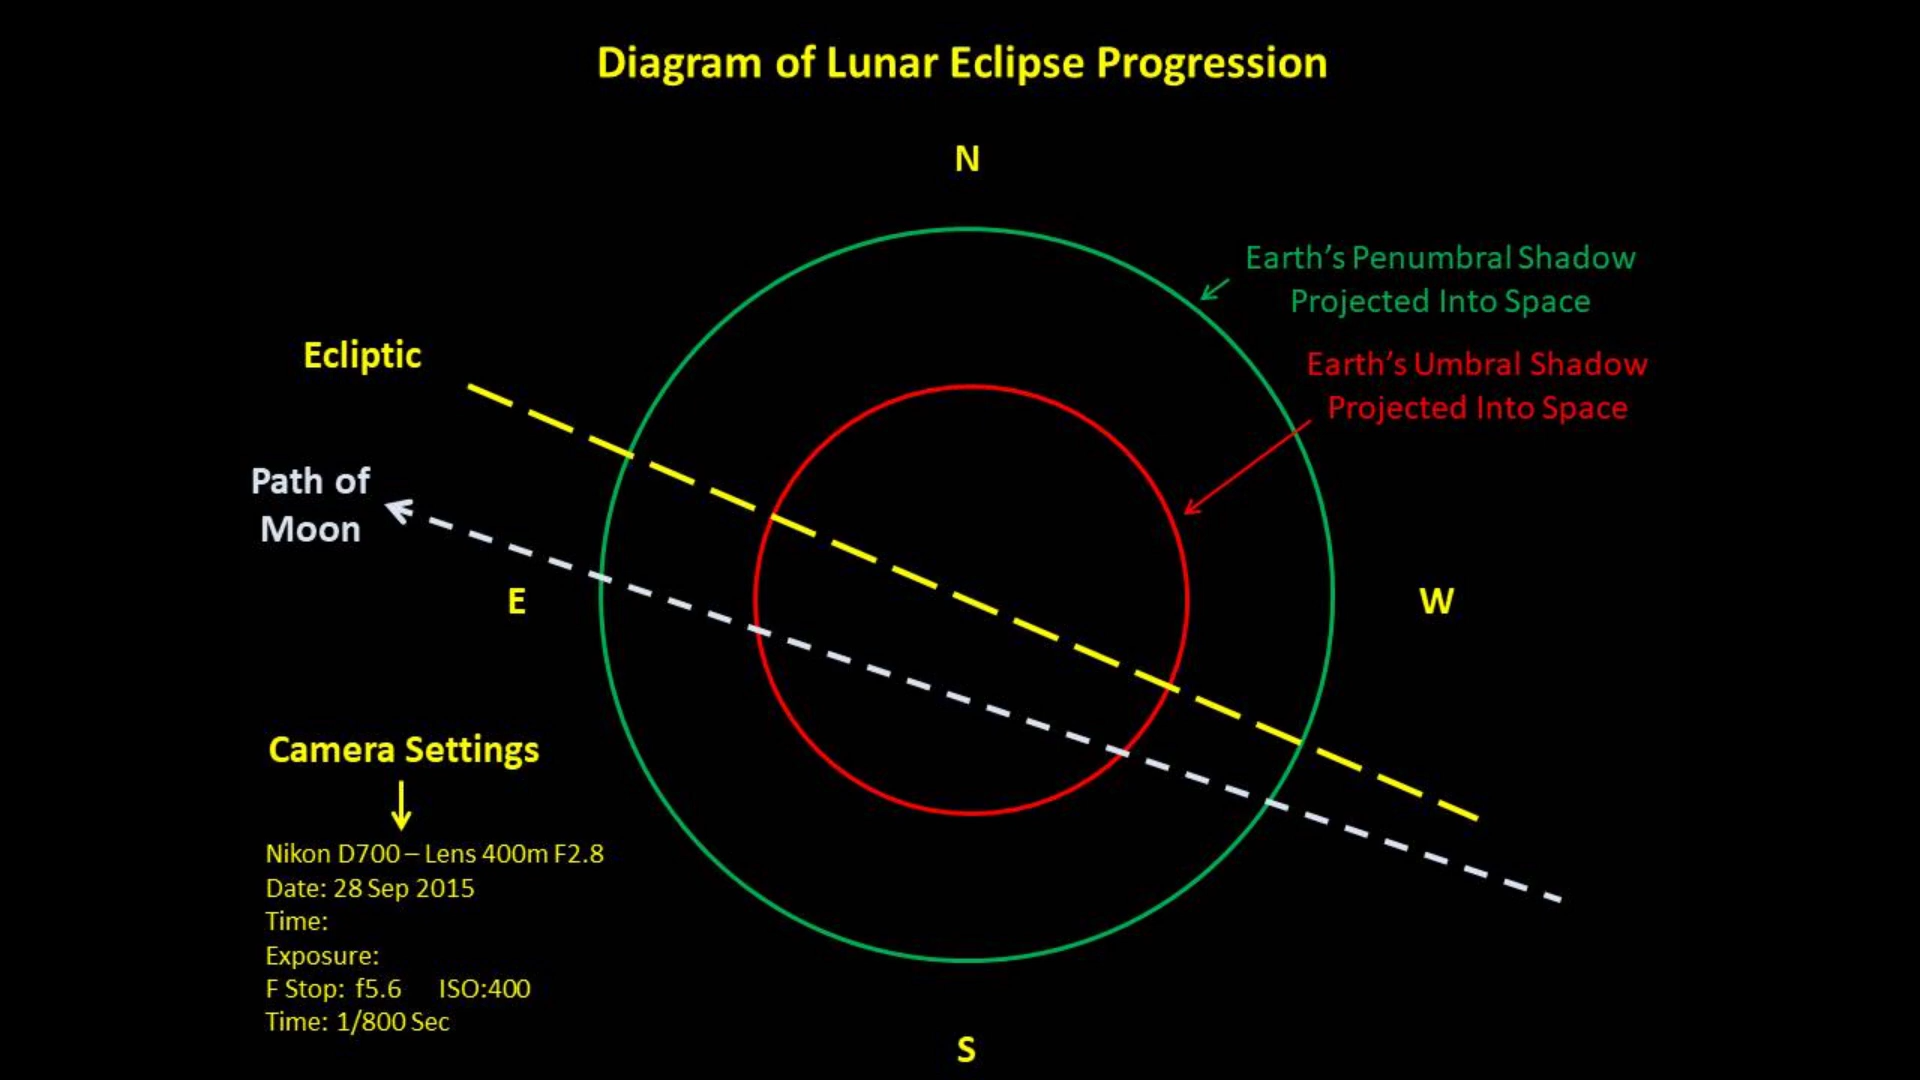 Diagram of Lunar Eclipse Progression
N
Earth’s Penumbral Shadow
Projected Into Space
Ecliptic
Earth’s Umbral Shadow
Projected Into Space
Path of
Moon
E
W
Camera Settings
Nikon D700 – Lens 400m F2.8
Date: 28 Sep 2015
Time:
Exposure:
F Stop: f5.6 ISO:400
Time: 1/800 Sec
S